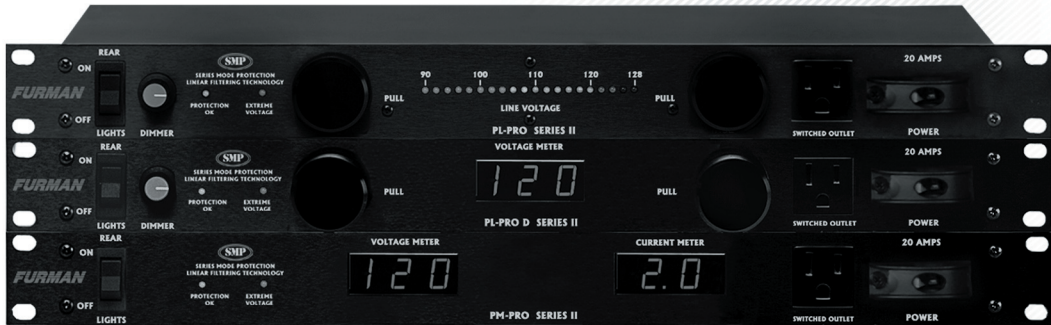 REAR
ON
FURMAN
OFF
LIGHTS
DIMMER
SMP
SERIES MODE PROTECTION
LINEAR FILTERING TECHNOLOGY
PROTECTION OK
EXTREME VOLTAGE
PULL
90 100 110 120 128
LINE VOLTAGE
PL-PRO SERIES II
PULL
SWITCHED OUTLET
20 AMPS
POWER
REAR
ON
FURMAN
OFF
LIGHTS
DIMMER
SMP
SERIES MODE PROTECTION
LINEAR FILTERING TECHNOLOGY
PROTECTION OK
EXTREME VOLTAGE
PULL
VOLTAGE METER
120
PL-PRO D SERIES II
PULL
SWITCHED OUTLET
20 AMPS
POWER
REAR
ON
FURMAN
OFF
LIGHTS
SMP
SERIES MODE PROTECTION
LINEAR FILTERING TECHNOLOGY
PROTECTION OK
EXTREME VOLTAGE
VOLTAGE METER
120
CURRENT METER
2.0
PM-PRO SERIES II
SWITCHED OUTLET
20 AMPS
POWER